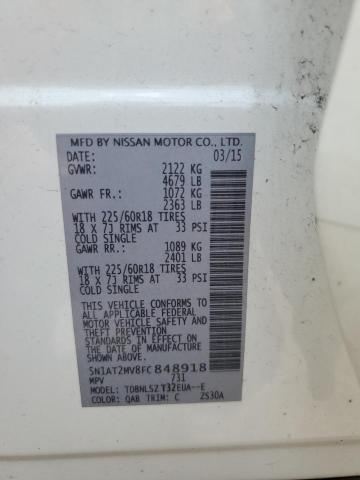 MFD BY NISSAN MOTOR CO., LTD.
DATE: 03/15
GVWR: 2122 KG
4679 LB
GAWR FR.: 1072 KG
2363 LB
WITH 225/60R18 TIRES
18 X 7J RIMS AT 33 PSI
COLD SINGLE
GAWR RR.: 1089 KG
2401 LB
WITH 225/60R18 TIRES
18 X 7J RIMS AT 33 PSI
COLD SINGLE
THIS VEHICLE CONFORMS TO
ALL APPLICABLE FEDERAL
MOTOR VEHICLE SAFETY AND
THEFT PREVENTION
STANDARDS IN EFFECT ON
THE DATE OF MANUFACTURE
SHOWN ABOVE.
5N1AT2MV8FC848918
MPV 731
MODEL: TDBNLSZ T32EUA--E
COLOR: QAB TRIM: C ZS30A